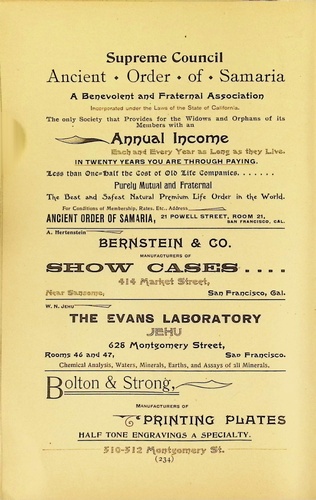 Supreme Council
Ancient • Order • of • Samaria
A Benevolent and Fraternal Association
Incorporated under the Laws of the State of California.
The only Society that Provides for the Widows and Orphans of its
Members with an
Annual Income
Each and Every Year as Long as they Live.
IN TWENTY YEARS YOU ARE THROUGH PAYING.
Less than One-Half the Cost of Old Life Companies.......
Purely Mutual and Fraternal
The Best and Safest Natural Premium Life Order in the World.
For Conditions of Membership, Rates, Etc., Address
ANCIENT ORDER OF SAMARIA, 21 POWELL STREET, ROOM 21,
SAN FRANCISCO, CAL.
A. Hertenstein
BERNSTEIN & CO.
MANUFACTURERS OF
SHOW CASES....
414 Market Street,
Near Sansome, San Francisco, Cal.
W. N. JEHU
THE EVANS LABORATORY
JEHU
628 Montgomery Street,
Rooms 46 and 47, San Francisco.
Chemical Analysis, Waters, Minerals, Earths, and Assays of all Minerals.
Bolton & Strong,
MANUFACTURERS OF
PRINTING PLATES
HALF TONE ENGRAVINGS A SPECIALTY.
510-512 Montgomery St.
(234)